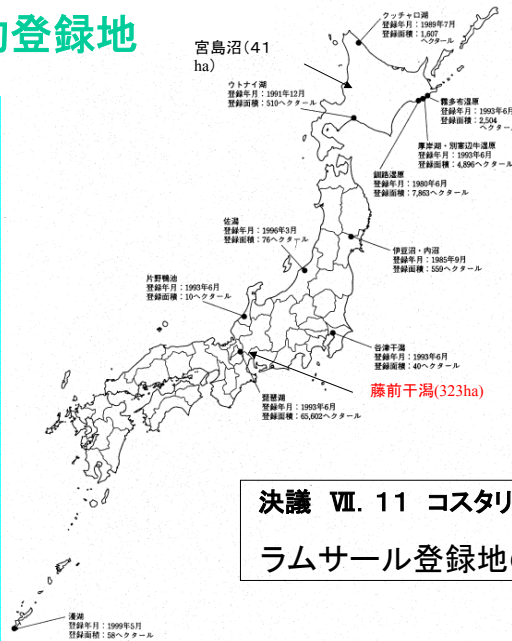 約登録地
クッチャロ湖
登録年月：1989年7月
登録面積：1,607
ヘクタール
宮島沼（41
ha）
ウトナイ湖
登録年月：1991年12月
登録面積：510ヘクタール
霧多布湿原
登録年月：1993年6月
登録面積：2,504
ヘクター
厚岸湖・別寒辺牛湿原
登録年月：1993年6月
登録面積：4,896ヘクタール
釧路湿原
登録年月：1980年6月
登録面積：7,863ヘクタール
佐潟
登録年月：1996年3月
登録面積：76ヘクタール
伊豆沼・内沼
登録年月：1985年9月
登録面積：559ヘクタール
片野鴨池
登録年月：1993年6月
登録面積：10ヘクタール
谷津干潟
登録年月：1993年6月
登録面積：40ヘクタール
藤前干潟(323ha)
琵琶湖
登録年月：1993年6月
登録面積：65,602ヘクタール
決議　Ⅶ．11　コスタリ
ラムサール登録地
漫湖
登録年月：1999年5月
登録面積：58ヘクタール